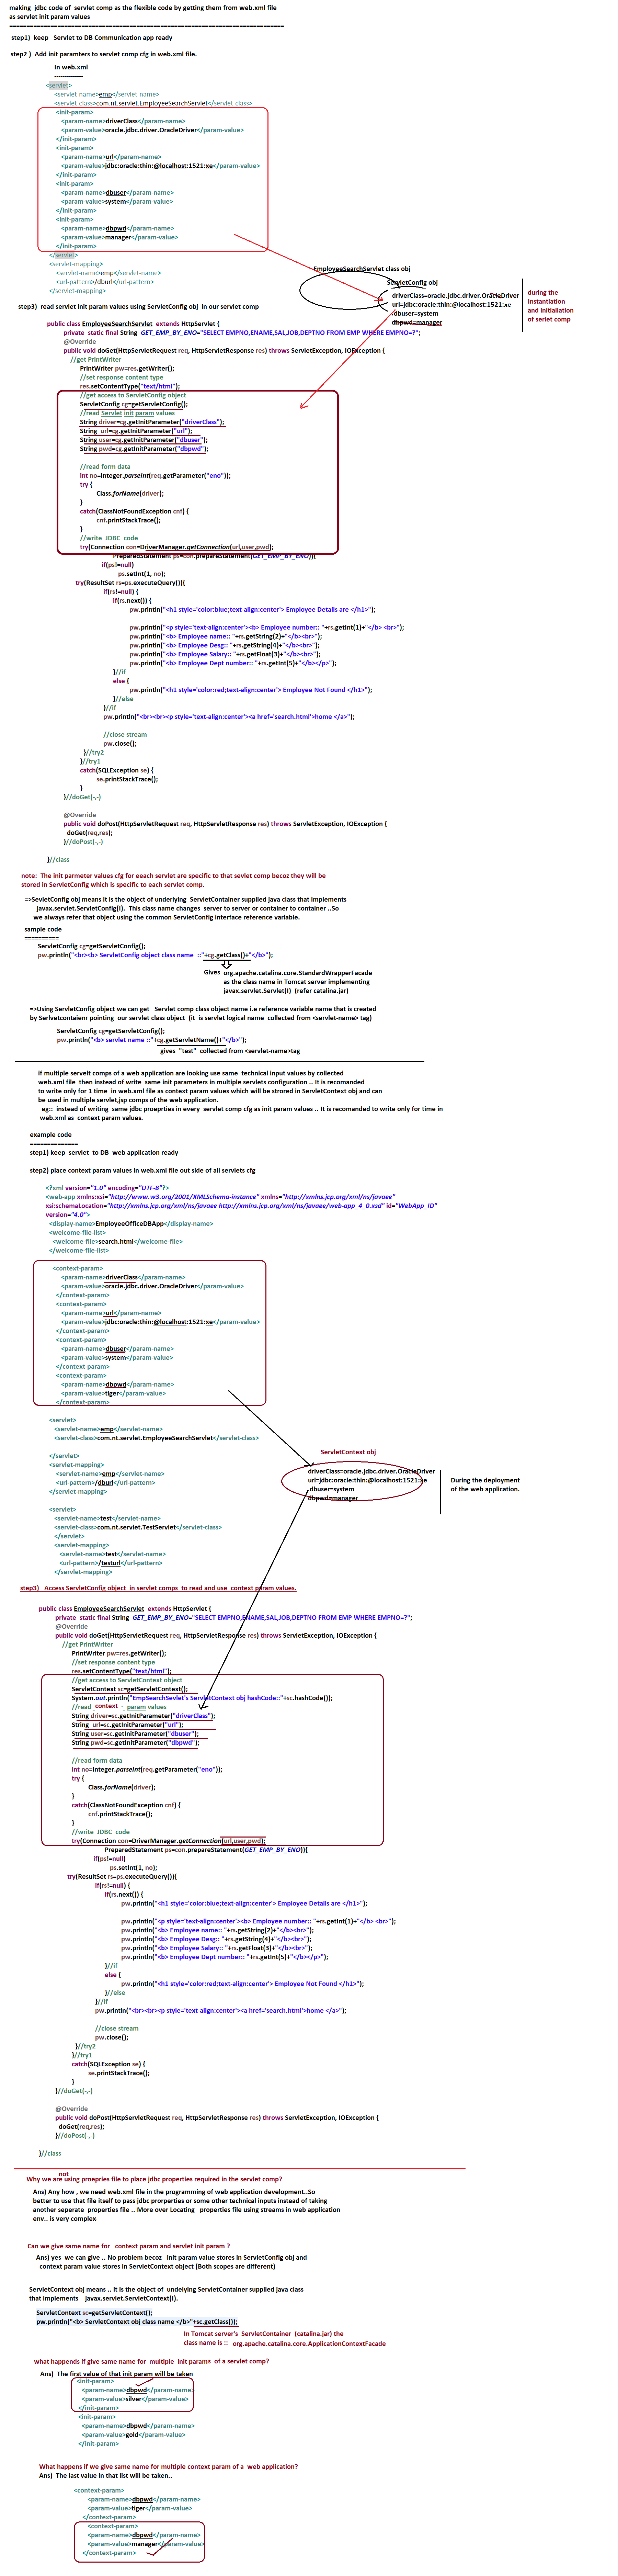 making  jdbc code of  servlet comp as the flexible code by getting them from web.xml file
as servlet init param values
=================================================================================
step1)  keep   Servlet to DB Communication app ready
step2 )  Add init paramters to servlet comp cfg in web.xml file.
In web.xml
--------------
<servlet>
<servlet-name>emp</servlet-name>
<servlet-class>com.nt.servlet.EmployeeSearchServlet</servlet-class>
<init-param>
<param-name>driverClass</param-name>
<param-value>oracle.jdbc.driver.OracleDriver</param-value>
</init-param>
<init-param>
<param-name>url</param-name>
<param-value>jdbc:oracle:thin:@localhost:1521:xe</param-value>
</init-param>
<init-param>
<param-name>dbuser</param-name>
<param-value>system</param-value>
</init-param>
<init-param>
<param-name>dbpwd</param-name>
<param-value>manager</param-value>
</init-param>
</servlet>
<servlet-mapping>
<servlet-name>emp</servlet-name>
<url-pattern>/dburl</url-pattern>
</servlet-mapping>
EmployeeSearchServlet class obj
ServletConfig obj
driverClass=oracle.jdbc.driver.OracleDriver
url=jdbc:oracle:thin:@localhost:1521:xe
dbuser=system
dbpwd=manager
during the
Instantiation
and initialiation
of serlet comp
step3)  read servlet init param values using ServletConfig obj  in our servlet comp
public class EmployeeSearchServlet  extends HttpServlet {
private  static final String  GET_EMP_BY_ENO="SELECT EMPNO,ENAME,SAL,JOB,DEPTNO FROM EMP WHERE EMPNO=?";
@Override
public void doGet(HttpServletRequest req, HttpServletResponse res) throws ServletException, IOException {
//get PrintWriter
PrintWriter pw=res.getWriter();
//set response content type
res.setContentType("text/html");
//get access to ServletConfig object
ServletConfig cg=getServletConfig();
//read Servlet init param values
String driver=cg.getInitParameter("driverClass");
String  url=cg.getInitParameter("url");
String user=cg.getInitParameter("dbuser");
String pwd=cg.getInitParameter("dbpwd");
//read form data
int no=Integer.parseInt(req.getParameter("eno"));
try {
Class.forName(driver);
}
catch(ClassNotFoundException cnf) {
cnf.printStackTrace();
}
//write  JDBC  code
try(Connection con=DriverManager.getConnection(url,user,pwd);
PreparedStatement ps=con.prepareStatement(GET_EMP_BY_ENO)){
if(ps!=null)
ps.setInt(1, no);
try(ResultSet rs=ps.executeQuery()){
if(rs!=null) {
if(rs.next()) {
pw.println("<h1 style='color:blue;text-align:center'> Employee Details are </h1>");
pw.println("<p style='text-align:center'><b> Employee number:: "+rs.getInt(1)+"</b> <br>");
pw.println("<b> Employee name:: "+rs.getString(2)+"</b><br>");
pw.println("<b> Employee Desg:: "+rs.getString(4)+"</b><br>");
pw.println("<b> Employee Salary:: "+rs.getFloat(3)+"</b><br>");
pw.println("<b> Employee Dept number:: "+rs.getInt(5)+"</b></p>");
}//if
else {
pw.println("<h1 style='color:red;text-align:center'> Employee Not Found </h1>");
}//else
}//if
pw.println("<br><br><p style='text-align:center'><a href='search.html'>home </a>");
//close stream
pw.close();
}//try2
}//try1
catch(SQLException se) {
se.printStackTrace();
}
}//doGet(-,-)
@Override
public void doPost(HttpServletRequest req, HttpServletResponse res) throws ServletException, IOException {
doGet(req,res);
}//doPost(-,-)
}//class
note:  The init parmeter values cfg for eeach servlet are specific to that sevlet comp becoz they will be
stored in ServletConfig which is specific to each servlet comp.
=>SevletConfig obj means it is the object of underlying  ServletContainer supplied java class that implements
javax.servlet.ServletConfig(I).  This class name changes  server to server or container to container ..So
we always refer that object using the common ServletConfig interface reference variable.
sample code
==========
ServletConfig cg=getServletConfig();
pw.println("<br><b> ServletConfig object class name  ::"+cg.getClass()+"</b>");
Gives  org.apache.catalina.core.StandardWrapperFacade
as the class name in Tomcat server implementing
javax.servlet.Servlet(I)  (refer catalina.jar)
=>Using ServletConfig object we can get   Servlet comp class object name i.e reference variable name that is created
by Serlvetcontaienr pointing  our servlet class object  (it  is servlet logical name  collected from <servlet-name> tag)
ServletConfig cg=getServletConfig();
pw.println("<b> servlet name ::"+cg.getServletName()+"</b>");
gives  "test"  collected from <servlet-name>tag
if multiple servelt comps of a web application are looking use same  technical input values by collected
web.xml file  then instead of write  same init parameters in multiple servlets configuration .. It is recomanded
to write only for 1 time  in web.xml file as context param values which will be strored in ServletContext obj and can
be used in multiple servlet,jsp comps of the web application.
eg::  instead of writing  same jdbc proeprties in every  servlet comp cfg as init param values .. It is recomanded to write only for time in
web.xml as  context param values.
example code
==============
step1) keep  servlet  to DB  web application ready
step2) place context param values in web.xml file out side of all servlets cfg
<?xml version="1.0" encoding="UTF-8"?>
<web-app xmlns:xsi="http://www.w3.org/2001/XMLSchema-instance" xmlns="http://xmlns.jcp.org/xml/ns/javaee"
xsi:schemaLocation="http://xmlns.jcp.org/xml/ns/javaee http://xmlns.jcp.org/xml/ns/javaee/web-app_4_0.xsd" id="WebApp_ID"
version="4.0">
<display-name>EmployeeOfficeDBApp</display-name>
<welcome-file-list>
<welcome-file>search.html</welcome-file>
</welcome-file-list>
<context-param>
<param-name>driverClass</param-name>
<param-value>oracle.jdbc.driver.OracleDriver</param-value>
</context-param>
<context-param>
<param-name>url</param-name>
<param-value>jdbc:oracle:thin:@localhost:1521:xe</param-value>
</context-param>
<context-param>
<param-name>dbuser</param-name>
<param-value>system</param-value>
</context-param>
<context-param>
<param-name>dbpwd</param-name>
<param-value>tiger</param-value>
</context-param>
<servlet>
<servlet-name>emp</servlet-name>
<servlet-class>com.nt.servlet.EmployeeSearchServlet</servlet-class>
</servlet>
<servlet-mapping>
<servlet-name>emp</servlet-name>
<url-pattern>/dburl</url-pattern>
</servlet-mapping>
<servlet>
<servlet-name>test</servlet-name>
<servlet-class>com.nt.servlet.TestServlet</servlet-class>
</servlet>
<servlet-mapping>
<servlet-name>test</servlet-name>
<url-pattern>/testurl</url-pattern>
</servlet-mapping>
ServletContext obj
driverClass=oracle.jdbc.driver.OracleDriver
url=jdbc:oracle:thin:@localhost:1521:xe
dbuser=system
dbpwd=manager
During the deployment
of the web application.
step3)   Access ServletConfig object  in servlet comps  to read and use  context param values.
public class EmployeeSearchServlet  extends HttpServlet {
private  static final String  GET_EMP_BY_ENO="SELECT EMPNO,ENAME,SAL,JOB,DEPTNO FROM EMP WHERE EMPNO=?";
@Override
public void doGet(HttpServletRequest req, HttpServletResponse res) throws ServletException, IOException {
//get PrintWriter
PrintWriter pw=res.getWriter();
//set response content type
res.setContentType("text/html");
//get access to ServletContext object
ServletContext sc=getServletContext();
System.out.println("EmpSearchSevlet's ServletContext obj hashCode::"+sc.hashCode());
//read  context   param values
String driver=sc.getInitParameter("driverClass");
String  url=sc.getInitParameter("url");
String user=sc.getInitParameter("dbuser");
String pwd=sc.getInitParameter("dbpwd");
//read form data
int no=Integer.parseInt(req.getParameter("eno"));
try {
Class.forName(driver);
}
catch(ClassNotFoundException cnf) {
cnf.printStackTrace();
}
//write  JDBC  code
try(Connection con=DriverManager.getConnection(url,user,pwd);
PreparedStatement ps=con.prepareStatement(GET_EMP_BY_ENO)){
if(ps!=null)
ps.setInt(1, no);
try(ResultSet rs=ps.executeQuery()){
if(rs!=null) {
if(rs.next()) {
pw.println("<h1 style='color:blue;text-align:center'> Employee Details are </h1>");
pw.println("<p style='text-align:center'><b> Employee number:: "+rs.getInt(1)+"</b> <br>");
pw.println("<b> Employee name:: "+rs.getString(2)+"</b><br>");
pw.println("<b> Employee Desg:: "+rs.getString(4)+"</b><br>");
pw.println("<b> Employee Salary:: "+rs.getFloat(3)+"</b><br>");
pw.println("<b> Employee Dept number:: "+rs.getInt(5)+"</b></p>");
}//if
else {
pw.println("<h1 style='color:red;text-align:center'> Employee Not Found </h1>");
}//else
}//if
pw.println("<br><br><p style='text-align:center'><a href='search.html'>home </a>");
//close stream
pw.close();
}//try2
}//try1
catch(SQLException se) {
se.printStackTrace();
}
}//doGet(-,-)
@Override
public void doPost(HttpServletRequest req, HttpServletResponse res) throws ServletException, IOException {
doGet(req,res);
}//doPost(-,-)
}//class
not
Why we are using proeprles file to place jdbc properties required in the servlet comp?
Ans) Any how , we need web.xml file in the programming of web application development..So
better to use that file itself to pass jdbc prorperties or some other technical inputs instead of taking
another seperate  properties file .. More over Locating   properties file using streams in web application
env.. is very complex.
Can we give same name for   context param and servlet init param ?
Ans)  yes  we can give .. No  problem becoz   init param value stores in ServletConfig obj and
context param value stores in ServletContext object (Both scopes are different)
ServletContext obj means .. it is the object of  undelying ServletContainer supplied java class
that implements    javax.servlet.ServletContext(I).
ServletContext sc=getServletContext();
pw.println("<b> ServletContext obj class name </b>"+sc.getClass());
In Tomcat server's  ServletContainer  (catalina.jar) the
class name is ::   org.apache.catalina.core.ApplicationContextFacade
what happends if give same name for  multiple  init params  of a servlet comp?
Ans)  The first value of that init param will be taken
<init-param>
<param-name>dbpwd</param-name>
<param-value>silver</param-value>
</init-param>
<init-param>
<param-name>dbpwd</param-name>
<param-value>gold</param-value>
</init-param>
What happens if we give same name for multiple context param of a  web application?
Ans)  The last value in that list will be taken..
<context-param>
<param-name>dbpwd</param-name>
<param-value>tiger</param-value>
</context-param>
<context-param>
<param-name>dbpwd</param-name>
<param-value>manager</param-value>
</context-param>